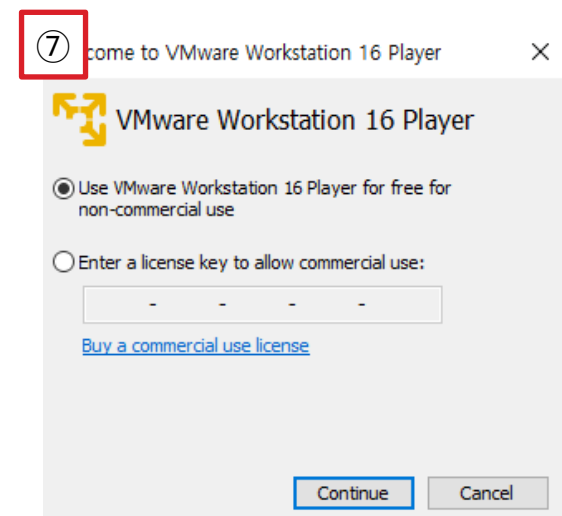 ⑦ come to VMware Workstation 16 Player
VMware Workstation 16 Player
Use VMware Workstation 16 Player for free for
non-commercial use
Enter a license key to allow commercial use:
- - - -
Buy a commercial use license
Continue Cancel